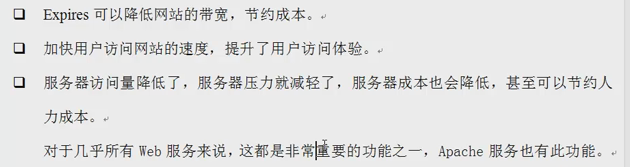 ❑ Expires 可以降低网站的带宽，节约成本。
❑ 加快用户访问网站的速度，提升了用户访问体验。
❑ 服务器访问量降低了，服务器压力就减轻了，服务器成本也会降低，甚至可以节约人
力成本。
对于几乎所有 Web 服务来说，这都是非常重要的功能之一，Apache 服务也有此功能。